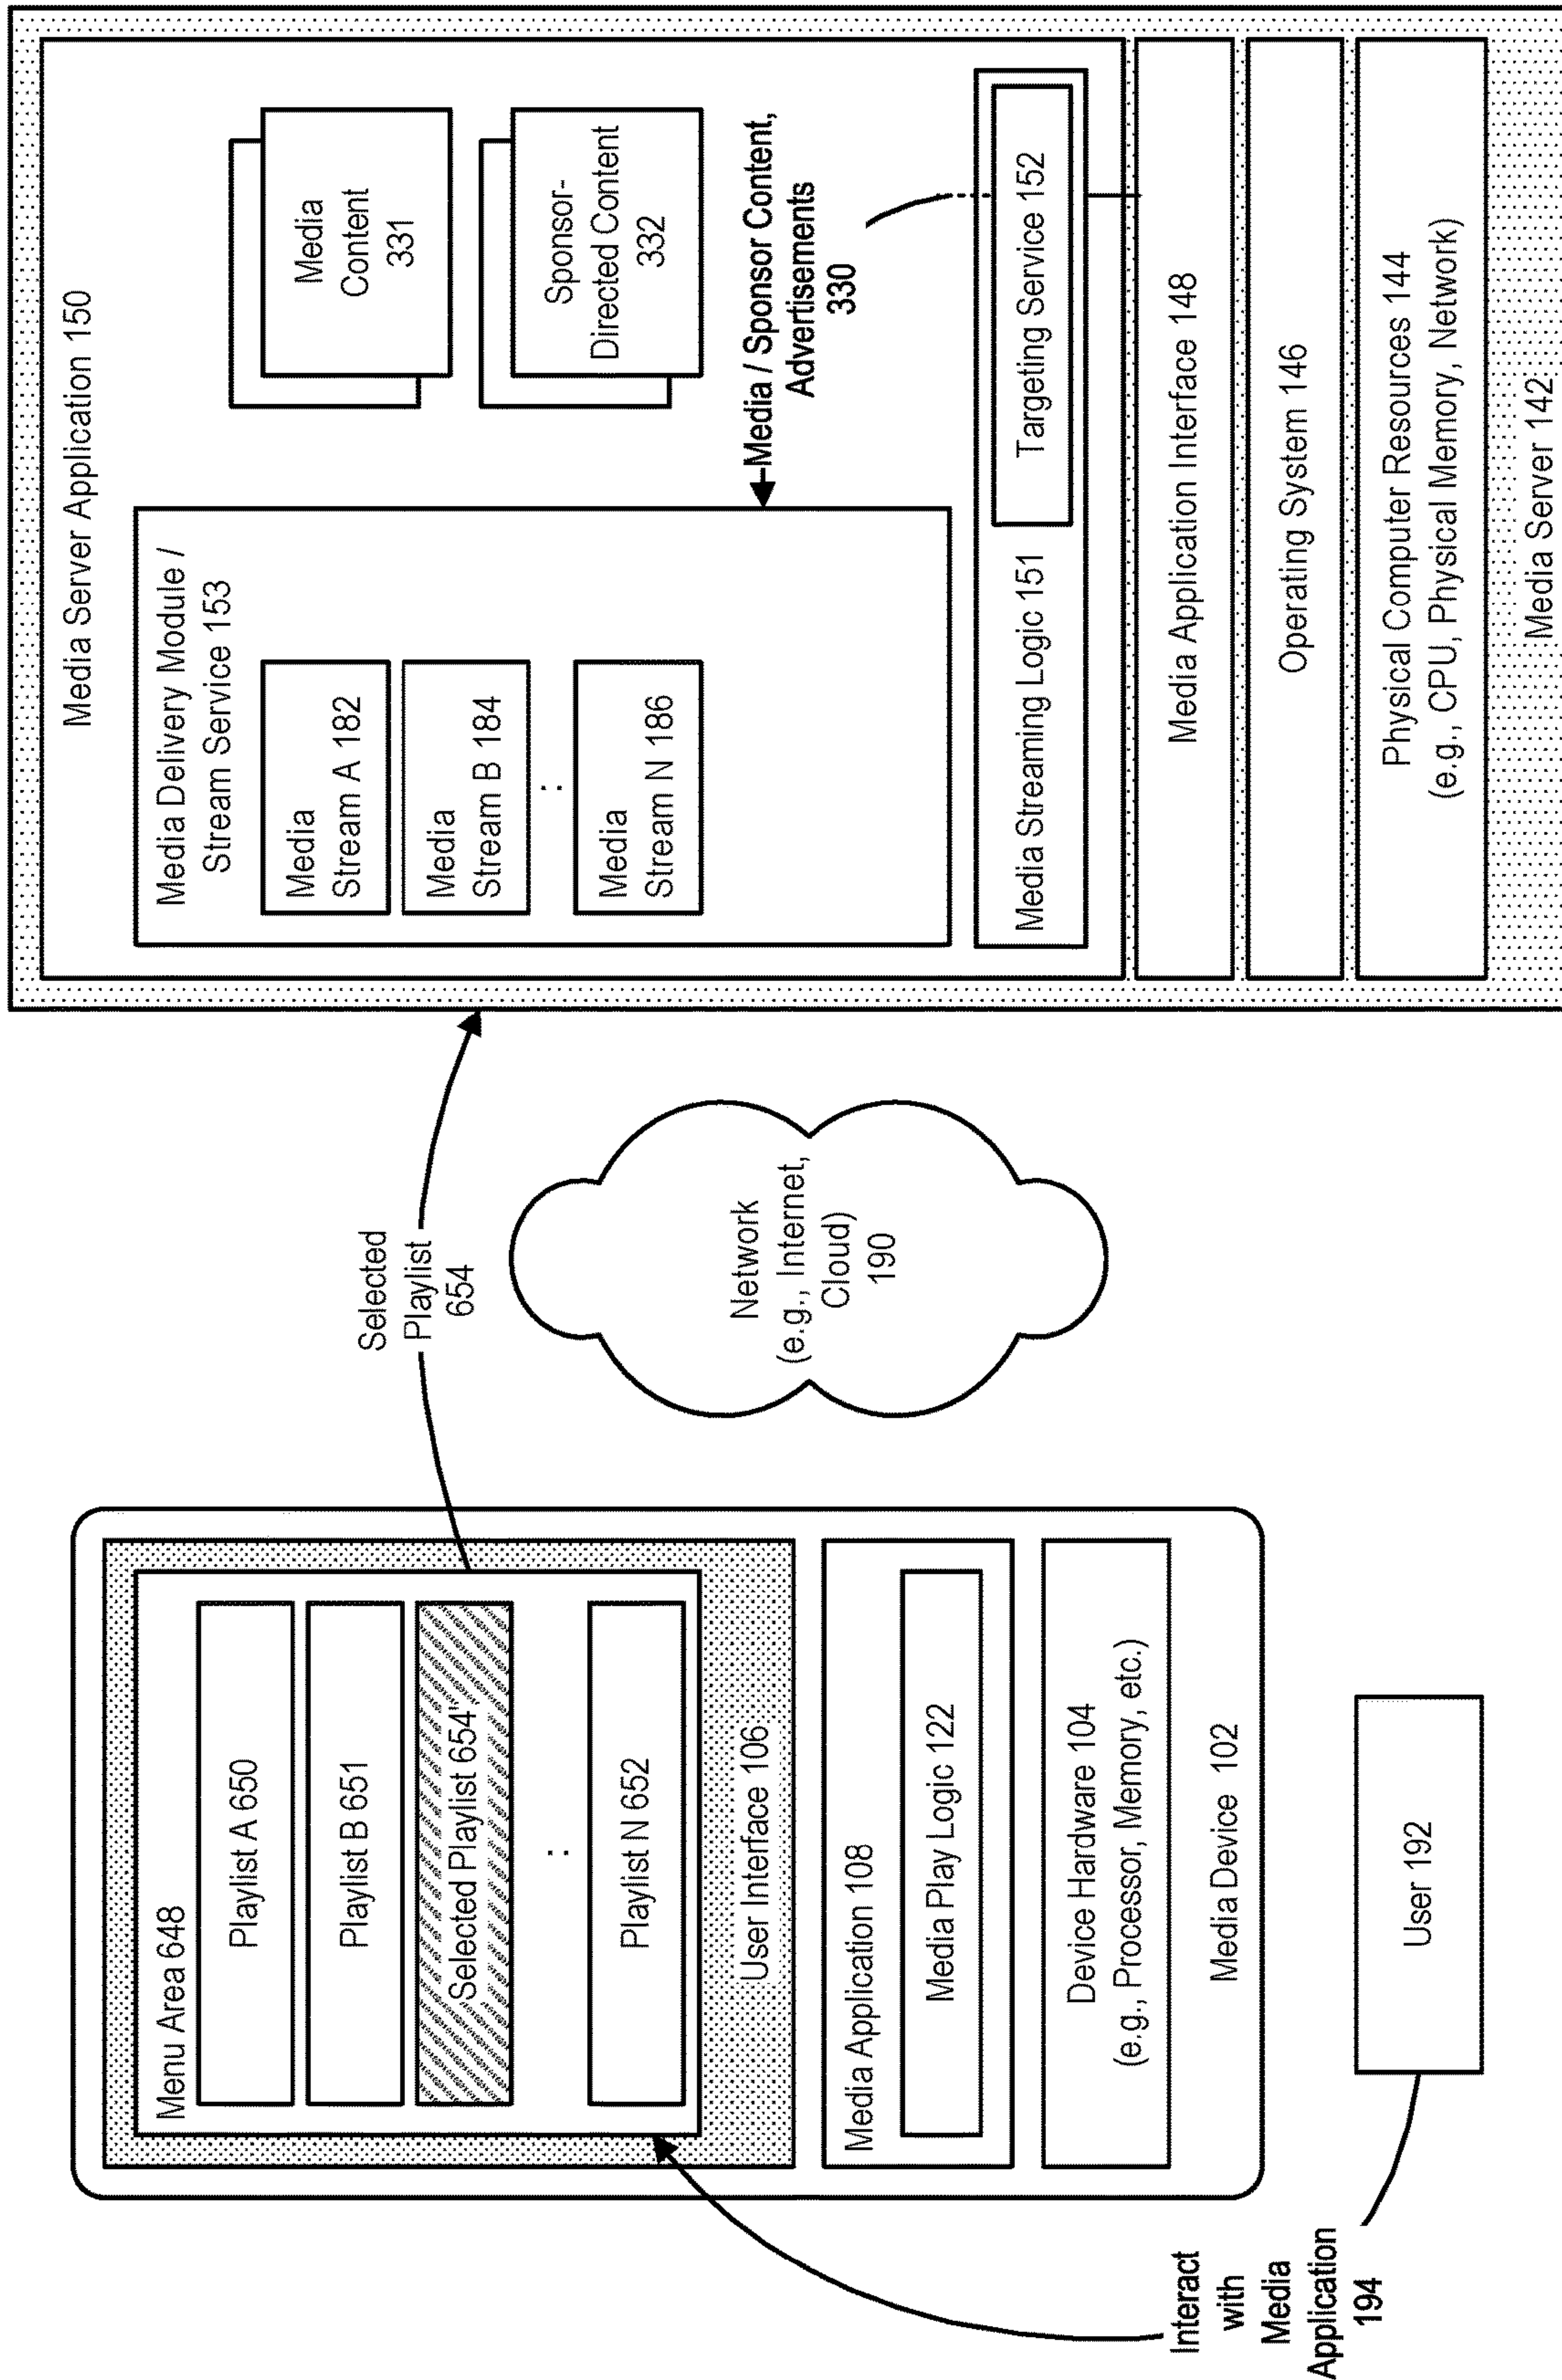 Menu Area 648
Playlist A 650
Playlist B 651
Selected Playlist 654"
:
Playlist N 652
User Interface 106
Media Application 108
Media Play Logic 122
Device Hardware 104
(e.g., Processor, Memory, etc.)
Media Device 102
Interact
with
Media
Application
194
User 192
Selected
Playlist
654
Network
(e.g., Internet,
Cloud)
190
Media Server Application 150
Media Delivery Module /
Stream Service 153
Media
Stream A 182
Media
Stream B 184
:
Media
Stream N 186
Media
Content
331
Sponsor-
Directed Content
332
Media / Sponsor Content,
Advertisements
330
Media Streaming Logic 151
Targeting Service 152
Media Application Interface 148
Operating System 146
Physical Computer Resources 144
(e.g., CPU, Physical Memory, Network)
Media Server 142